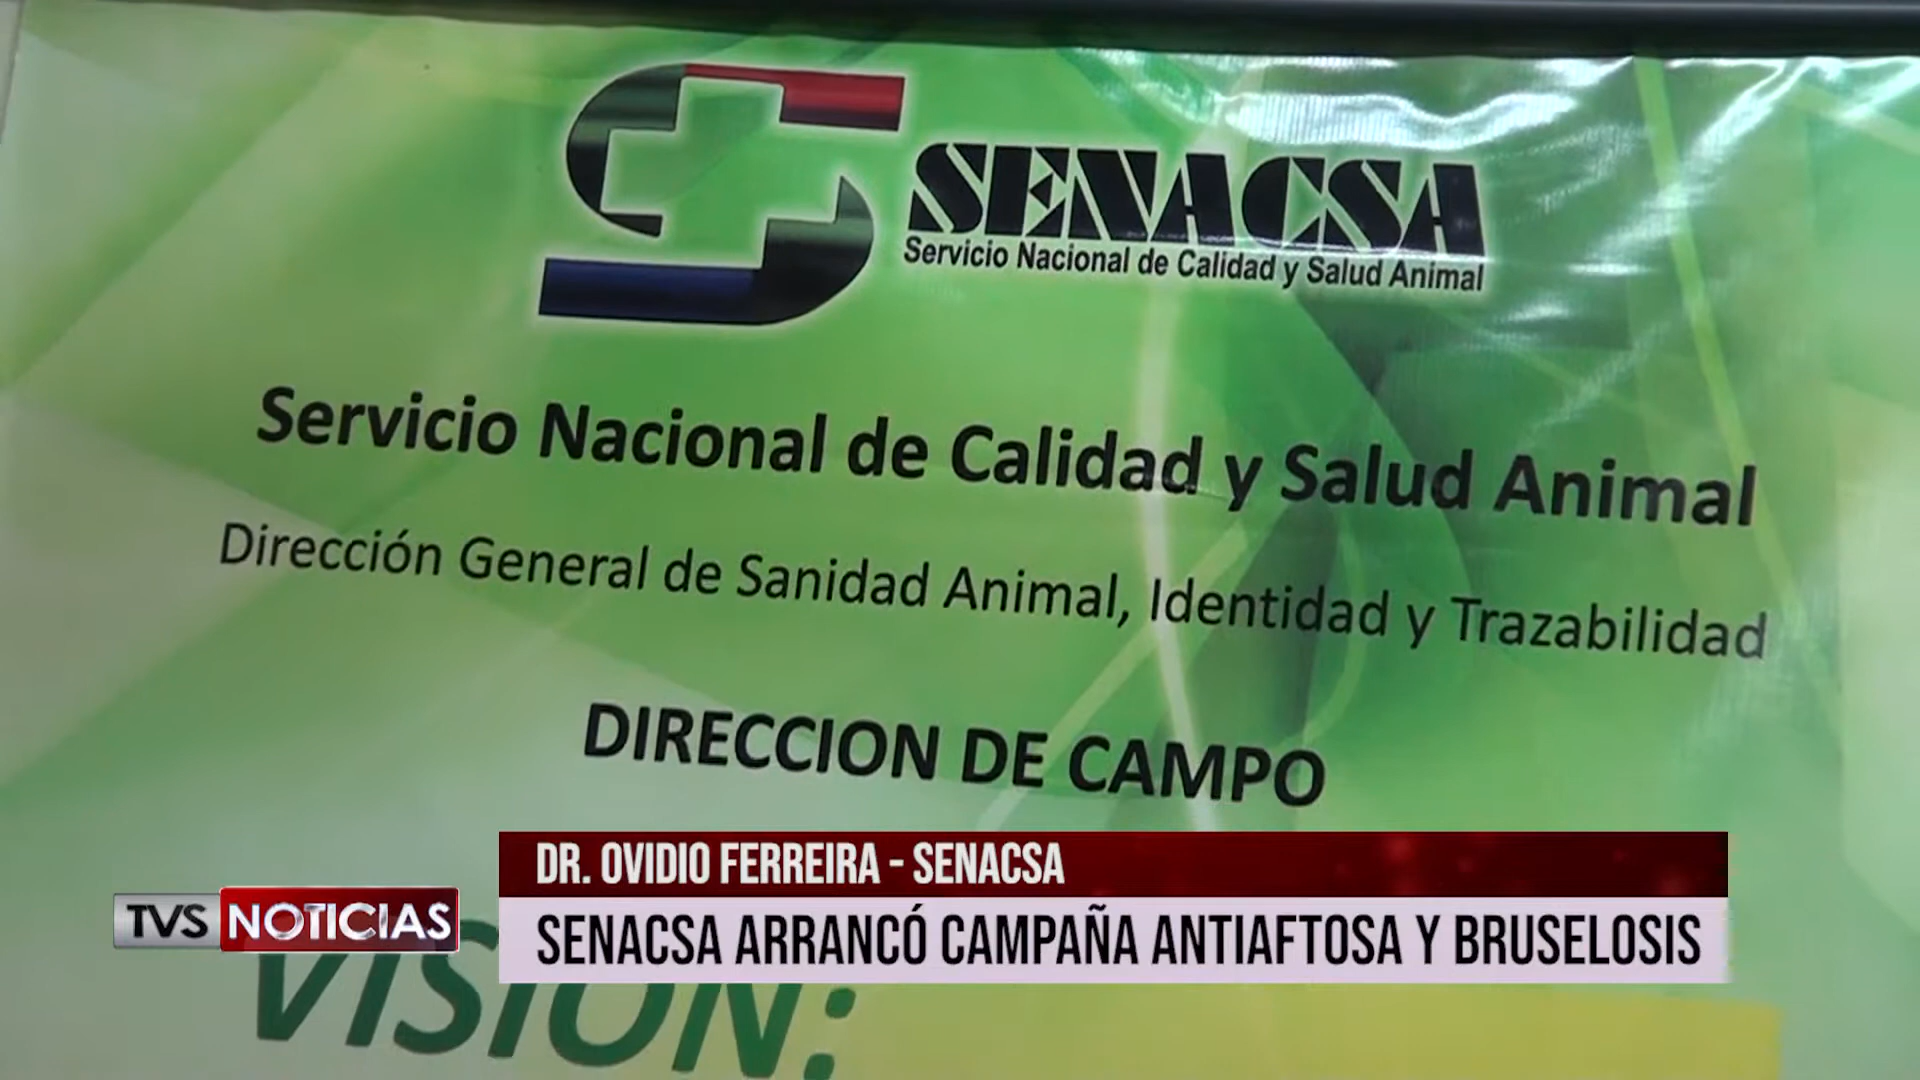 SENACSA
Servicio Nacional de Calidad y Salud Animal
Servicio Nacional de Calidad y Salud Animal
Dirección General de Sanidad Animal, Identidad y Trazabilidad
DIRECCION DE CAMPO
DR. OVIDIO FERREIRA - SENACSA
TVS NOTICIAS
SENACSA ARRANCÓ CAMPAÑA ANTIAFTOSA Y BRUSELOSIS
VISION: